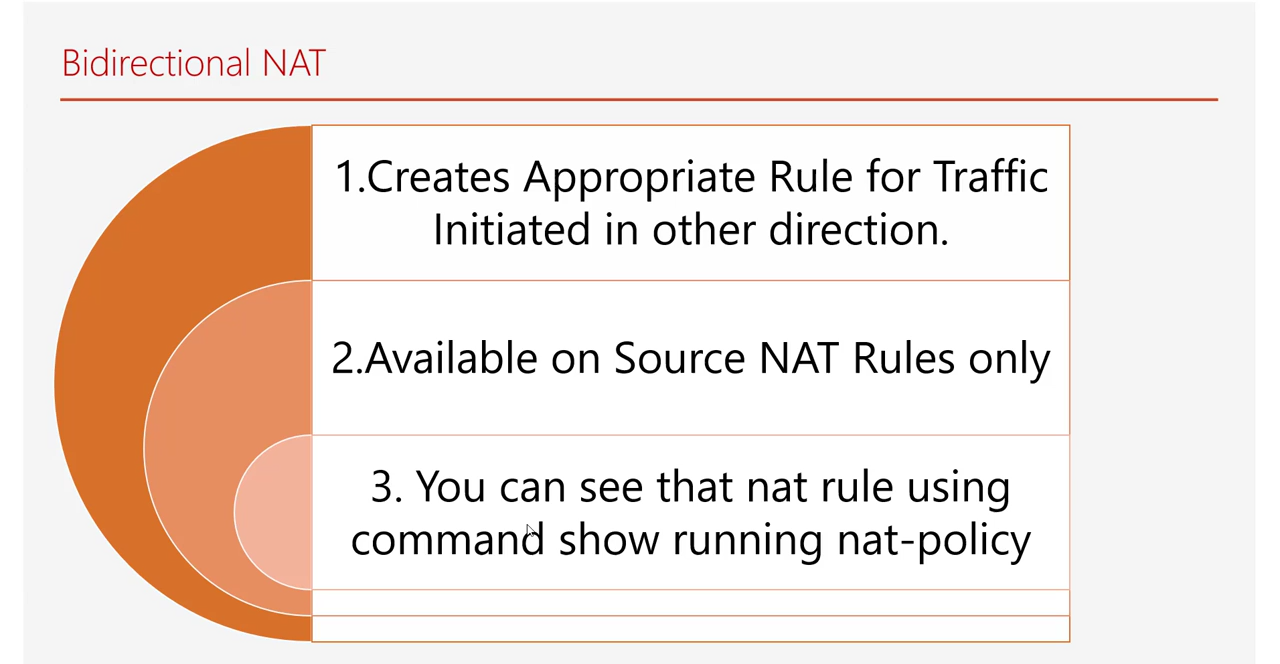 Bidirectional NAT
1.Creates Appropriate Rule for Traffic
Initiated in other direction.
2.Available on Source NAT Rules only
3. You can see that nat rule using
command show running nat-policy